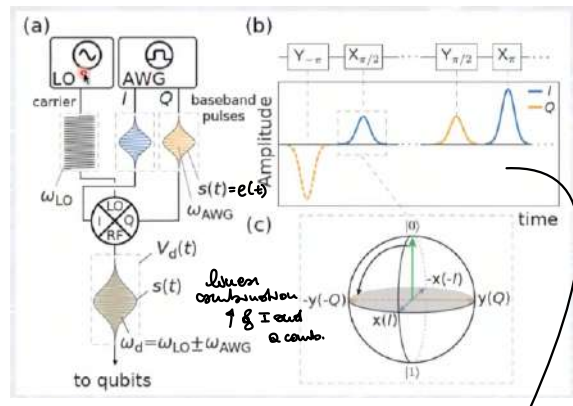 (a)
LO
AWG
carrier
I
Q
baseband
pulses
ω_LO
s(t)=e(t)
ω_AWG
LO
I
Q
RF
V_d(t)
s(t)
linear
combination
↑ of I and
Q comb.
ω_d=ω_LO±ω_AWG
to qubits
(b)
Y_-π
X_π/2
Y_π/2
X_π
I
Q
Amplitude
time
(c)
|0⟩
-x(-I)
-y(-Q)
y(Q)
x(I)
|1⟩